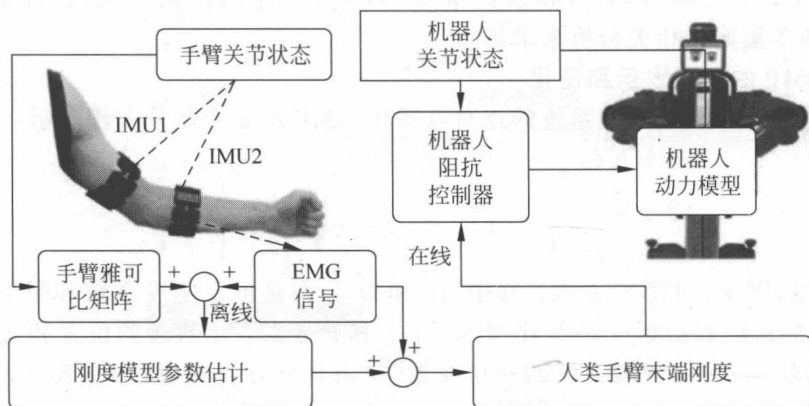 手臂关节状态
机器人
关节状态
IMU1
IMU2
机器人
阻抗
控制器
机器人
动力模型
在线
手臂雅可
比矩阵
+
+
EMG
信号
离线
刚度模型参数估计
+
+
人类手臂末端刚度